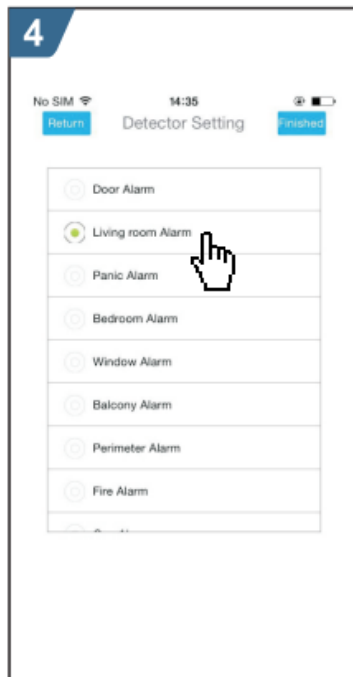 4
No SIM 14:35
Return Detector Setting Finished
Door Alarm
Living room Alarm
Panic Alarm
Bedroom Alarm
Window Alarm
Balcony Alarm
Perimeter Alarm
Fire Alarm